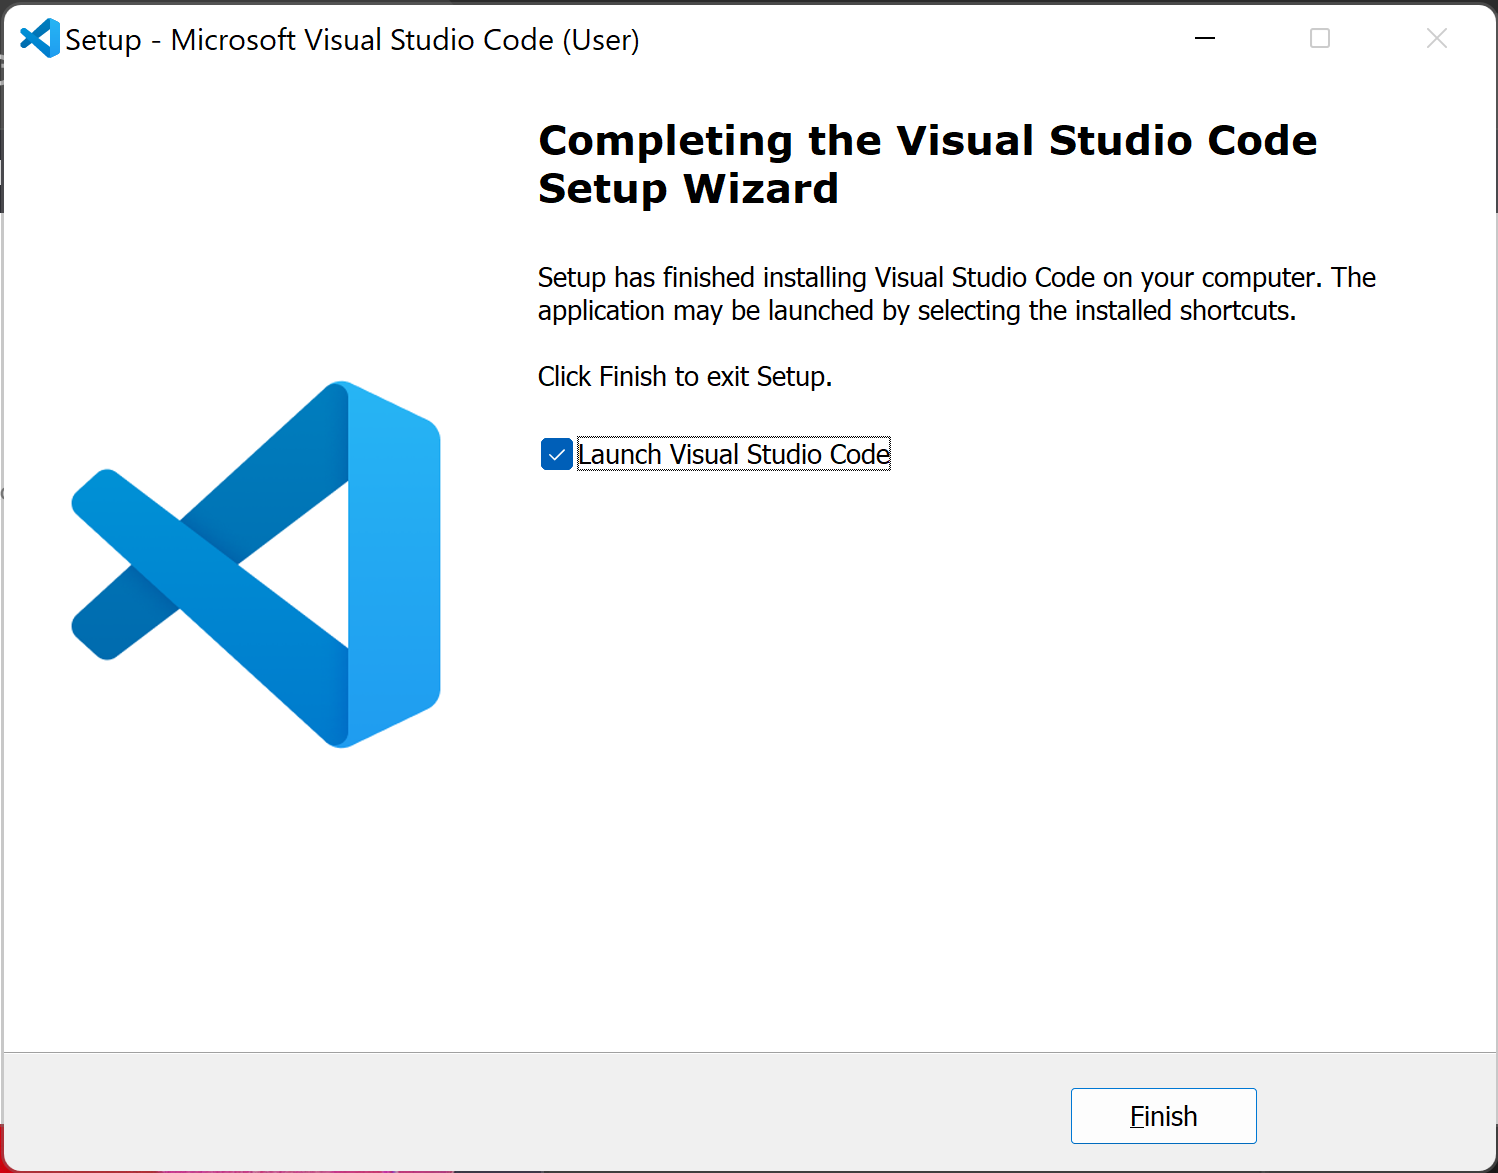 Setup - Microsoft Visual Studio Code (User)
Completing the Visual Studio Code
Setup Wizard
Setup has finished installing Visual Studio Code on your computer. The
application may be launched by selecting the installed shortcuts.
Click Finish to exit Setup.
Launch Visual Studio Code
Finish